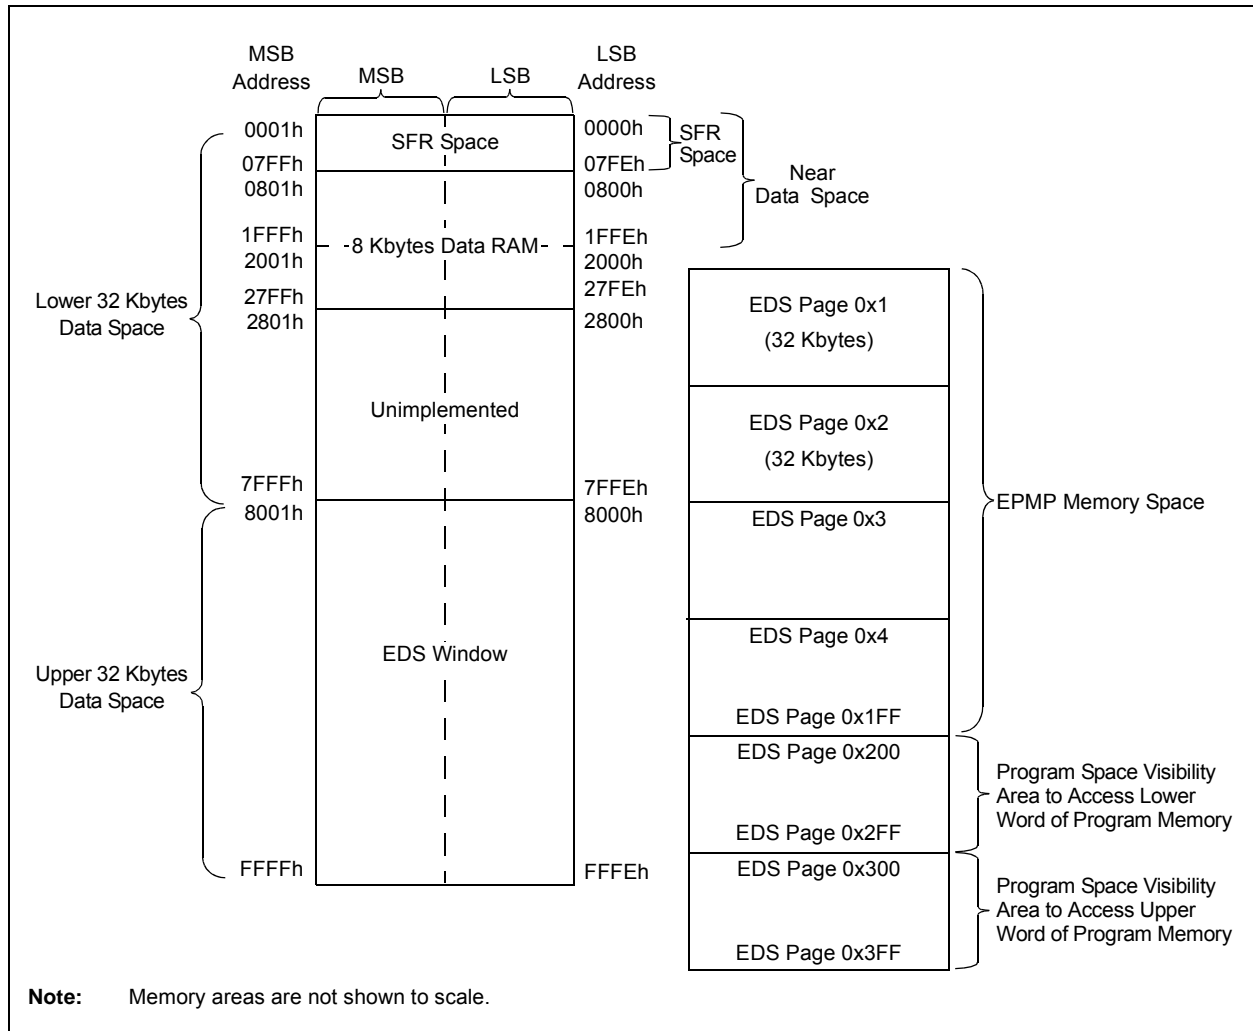 MSB
Address
MSB
LSB
LSB
Address
0001h
SFR Space
0000h
SFR
Space
07FFh
07FEh
0801h
0800h
Near
Data Space
1FFFh
8 Kbytes Data RAM
1FFEh
2001h
2000h
27FFh
27FEh
2801h
2800h
Lower 32 Kbytes
Data Space
Unimplemented
7FFFh
7FFEh
8001h
8000h
Upper 32 Kbytes
Data Space
EDS Window
FFFFh
FFFEh
EDS Page 0x1
(32 Kbytes)
EDS Page 0x2
(32 Kbytes)
EDS Page 0x3
EDS Page 0x4
EDS Page 0x1FF
EPMP Memory Space
EDS Page 0x200
EDS Page 0x2FF
Program Space Visibility
Area to Access Lower
Word of Program Memory
EDS Page 0x300
EDS Page 0x3FF
Program Space Visibility
Area to Access Upper
Word of Program Memory
Note: Memory areas are not shown to scale.